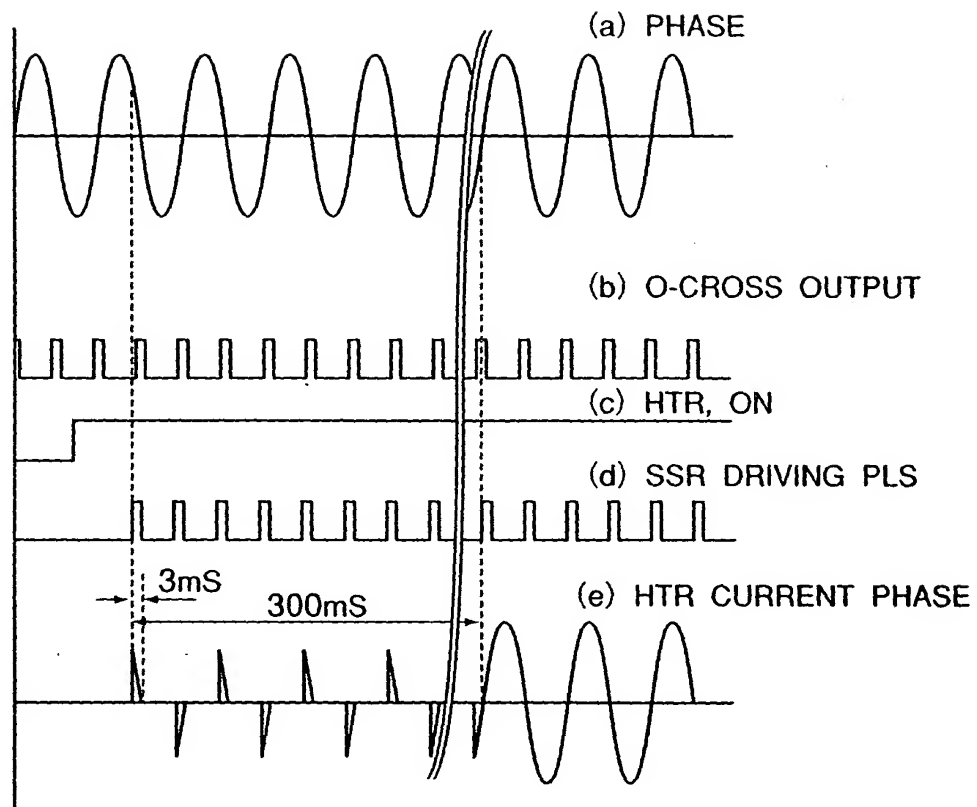 (a) PHASE
(b) O-CROSS OUTPUT
(c) HTR, ON
(d) SSR DRIVING PLS
3mS
300mS
(e) HTR CURRENT PHASE